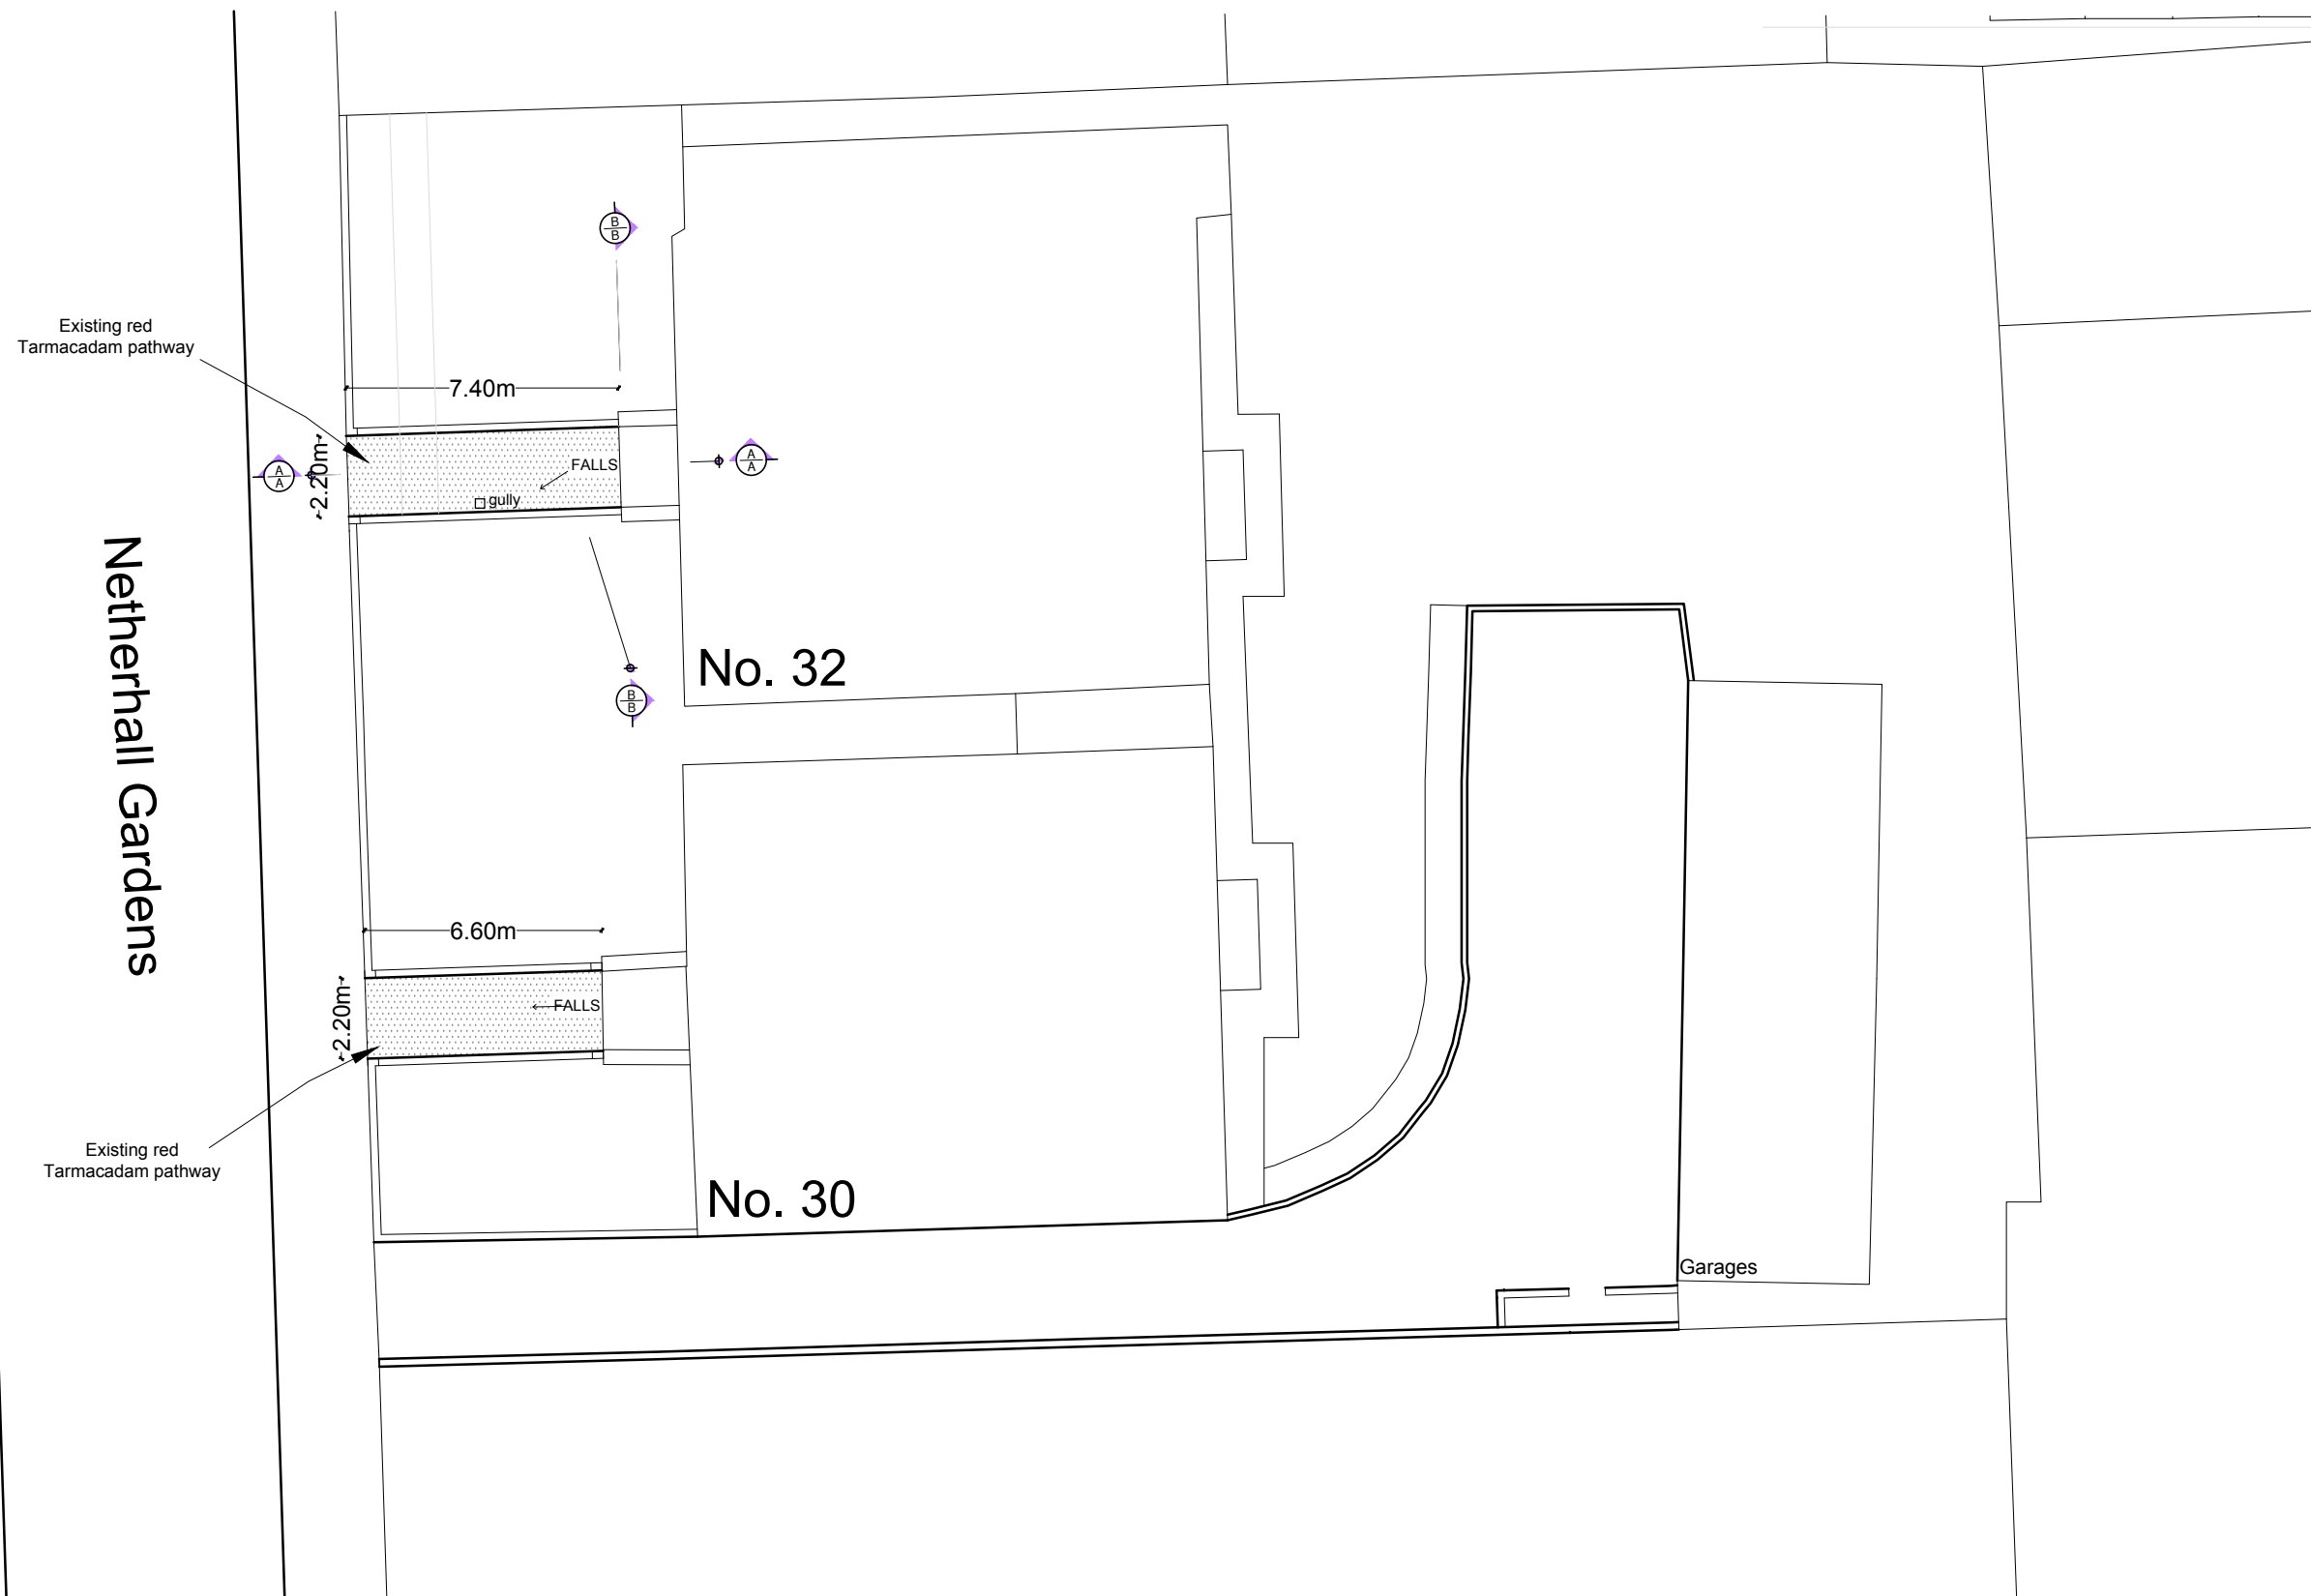 B
B
Existing red
Tarmacadam pathway
7.40m
2.20m
A
A
FALLS
gully
A
A
Netherhall Gardens
No. 32
B
B
6.60m
2.20m
FALLS
Existing red
Tarmacadam pathway
No. 30
Garages